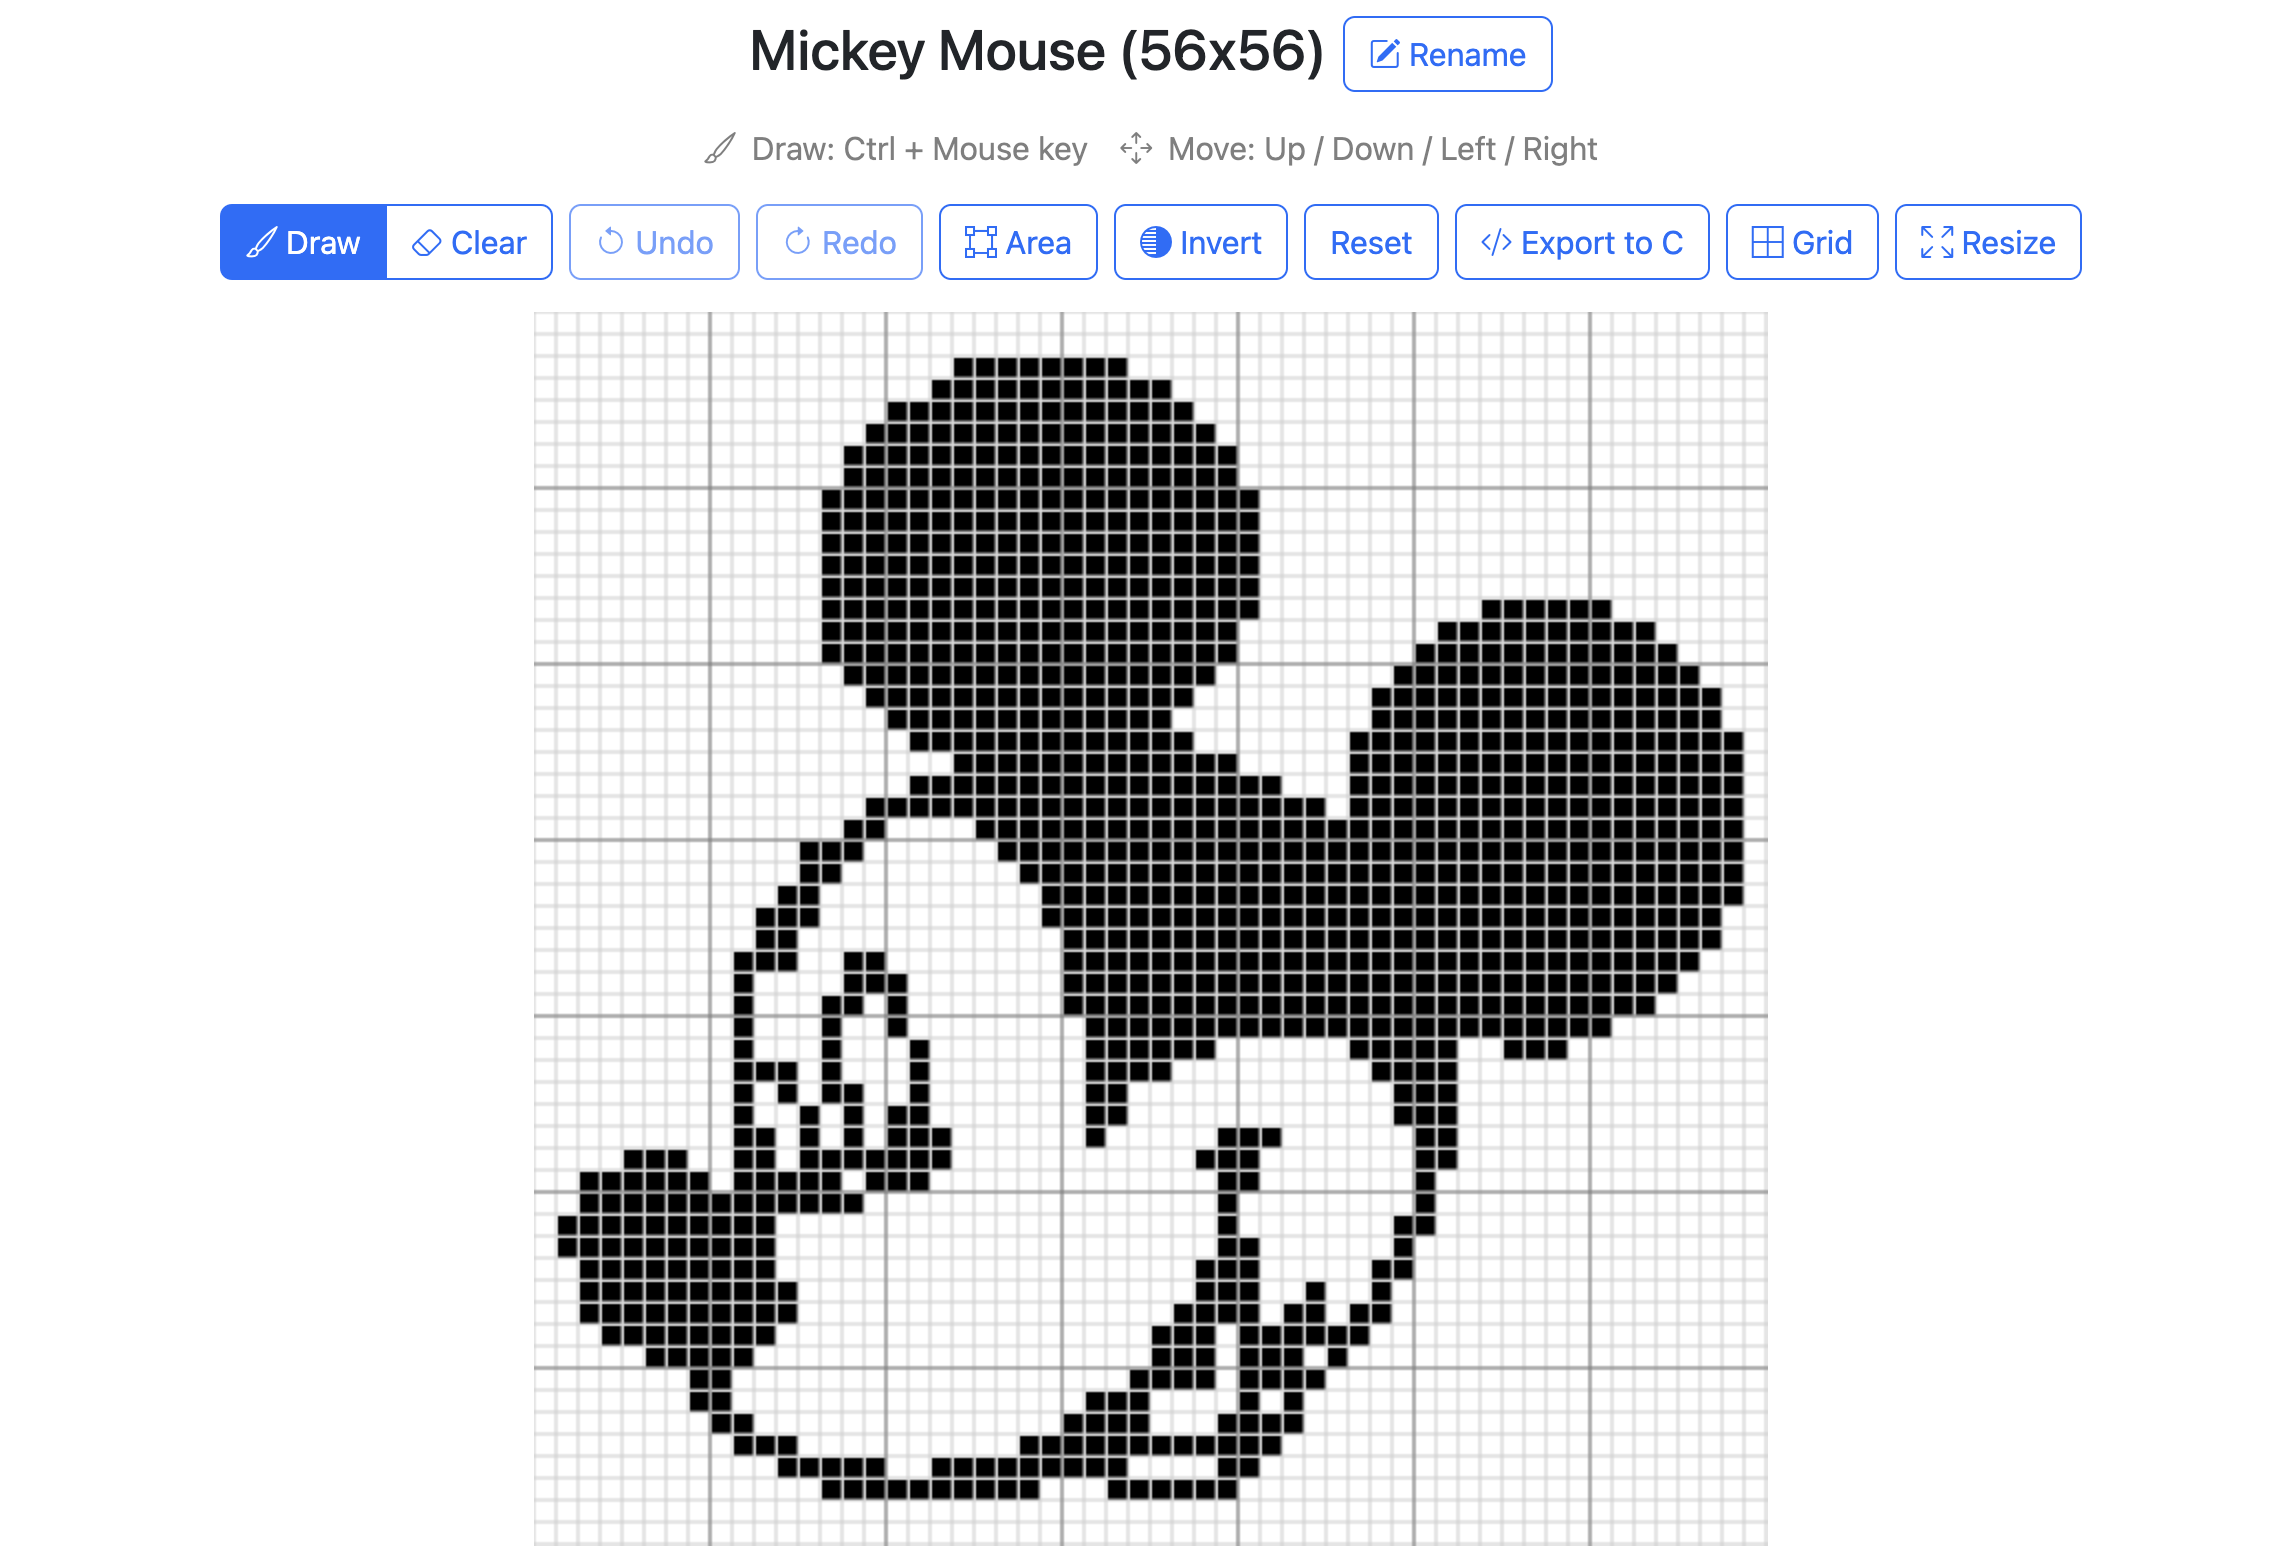 Mickey Mouse (56x56) Rename
Draw: Ctrl + Mouse key Move: Up / Down / Left / Right
Draw Clear Undo Redo Area Invert Reset Export to C Grid Resize